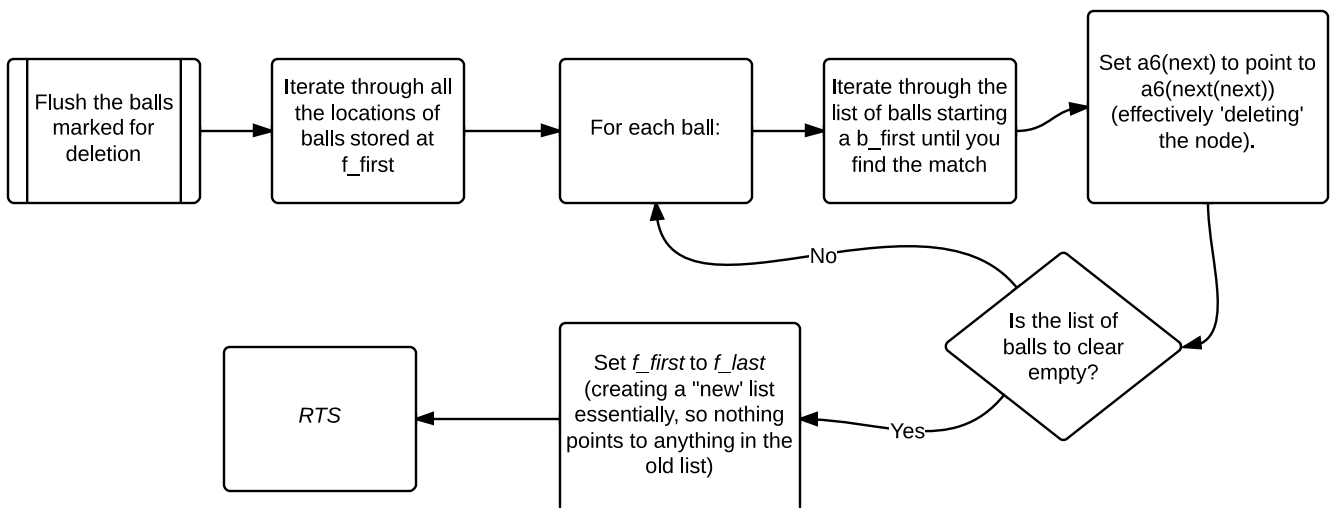 Flush the balls
marked for
deletion
Iterate through all
the locations of
balls stored at
f_first
For each ball:
Iterate through the
list of balls starting
a b_first until you
find the match
Set a6(next) to point to
a6(next(next))
(effectively 'deleting'
the node).
No
Is the list of
balls to clear
empty?
Yes
Set f_first to f_last
(creating a "new' list
essentially, so nothing
points to anything in the
old list)
RTS